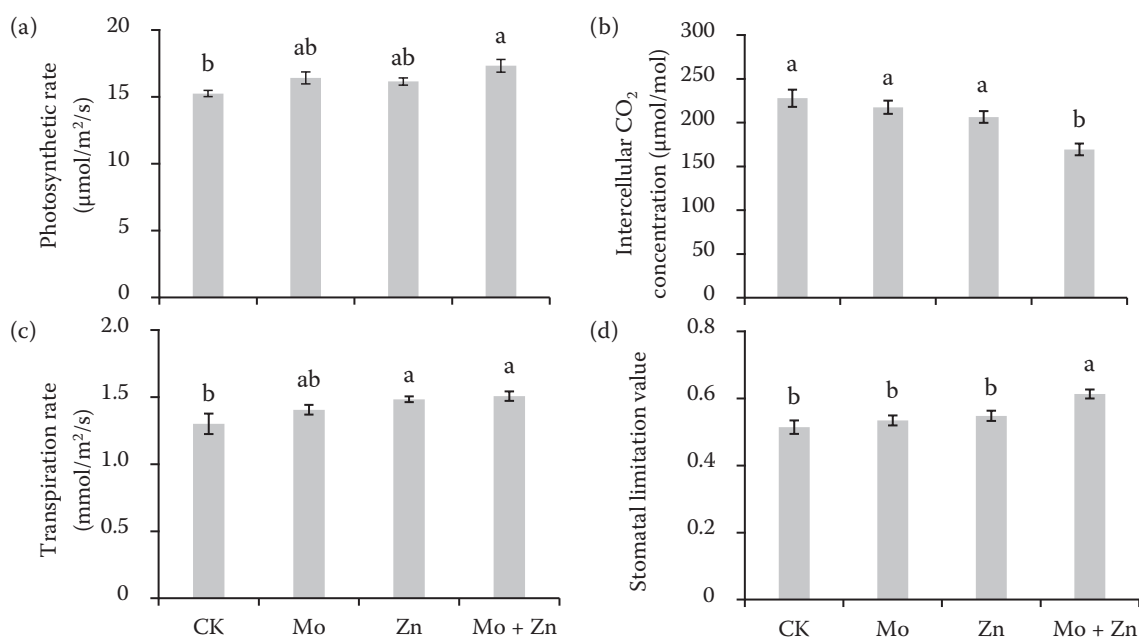 (a)
Photosynthetic rate
(µmol/m²/s)
20
15
10
5
0
b
ab
ab
a
(b)
Intercellular CO₂
concentration (µmol/mol)
300
250
200
150
100
50
0
a
a
a
b
(c)
Transpiration rate
(mmol/m²/s)
2.0
1.5
1.0
0.5
0
b
ab
a
a
CK
Mo
Zn
Mo + Zn
(d)
Stomatal limitation value
0.8
0.6
0.4
0.2
0
b
b
b
a
CK
Mo
Zn
Mo + Zn